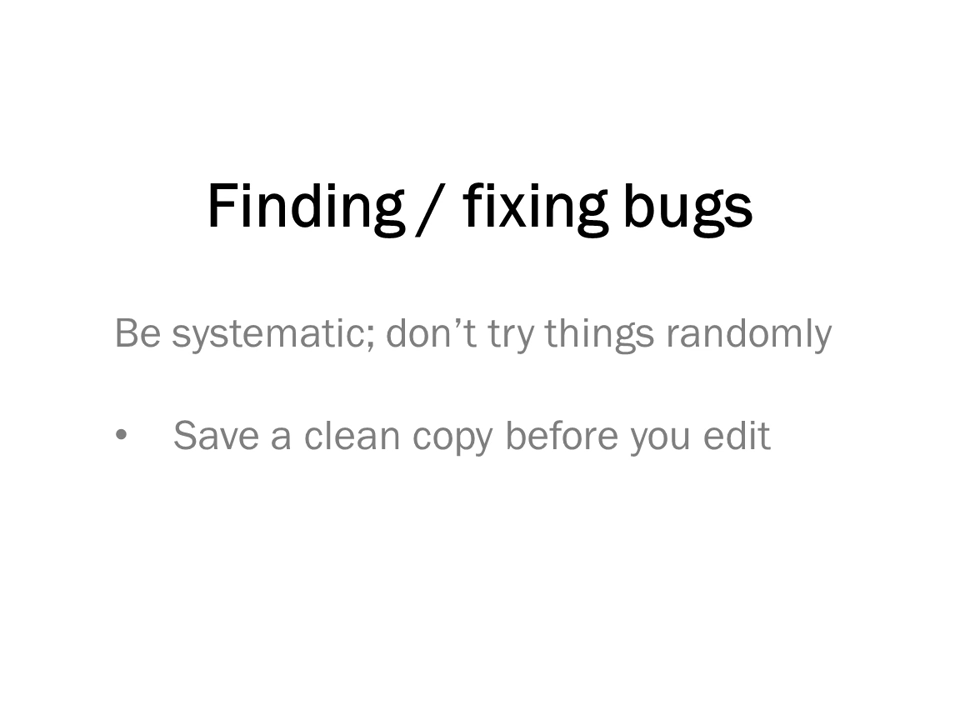 Finding / fixing bugs
Be systematic; don’t try things randomly
• Save a clean copy before you edit